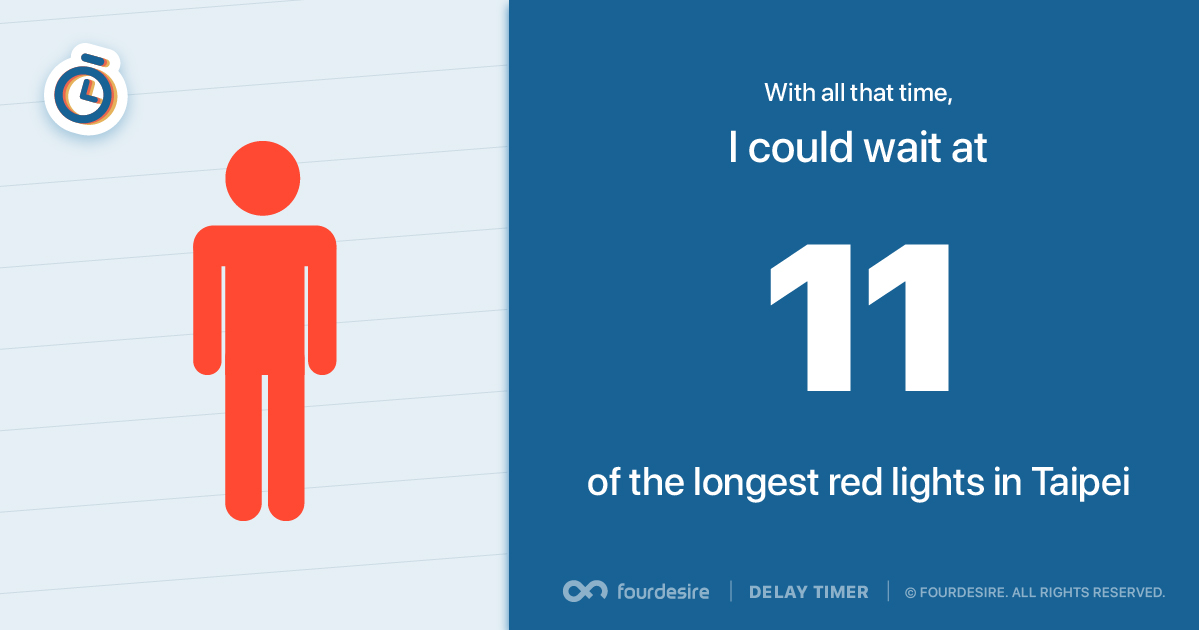 With all that time,
I could wait at
11
of the longest red lights in Taipei
fourdesire | DELAY TIMER | © FOURDESIRE. ALL RIGHTS RESERVED.